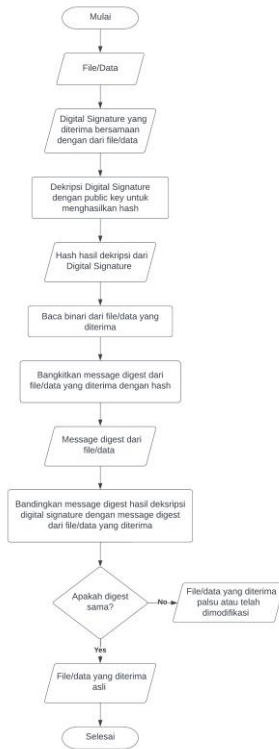 Mulai
File/Data
Digital Signature yang
diterima bersamaan
dengan dari file/data
Dekripsi Digital Signature
dengan public key untuk
menghasilkan hash
Hash hasil dekripsi dari
Digital Signature
Baca binari dari file/data yang
diterima
Bangkitkan message digest dari
file/data yang diterima dengan hash
Message digest dari
file/data
Bandingkan message digest hasil deksripsi
digital signature dengan message digest
dari file/data yang diterima
Apakah digest
sama?
No
File/data yang diterima
palsu atau telah
dimodifikasi
Yes
File/data yang diterima
asli
Selesai